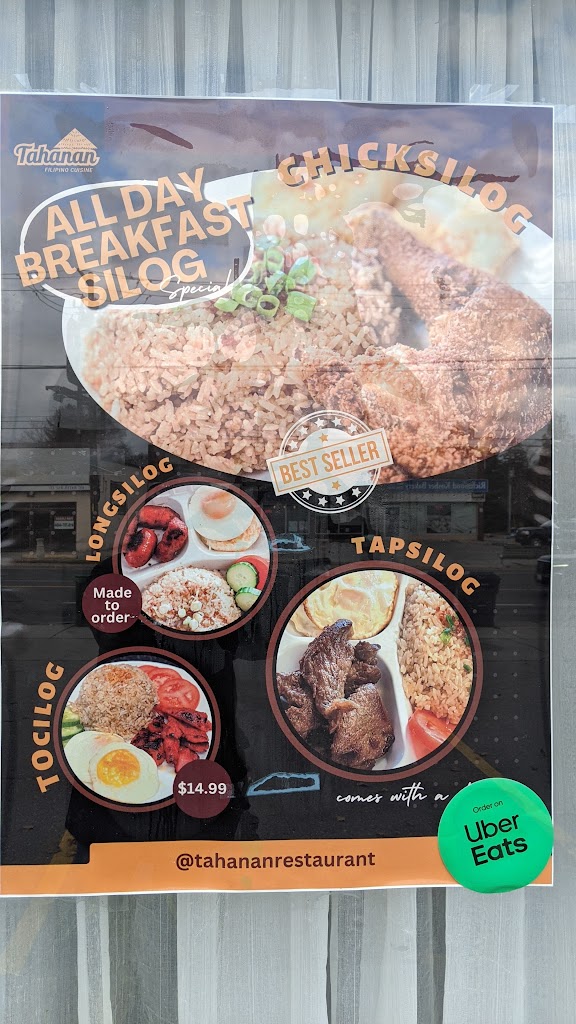 Tahanan
FILIPINO CUISINE
ALL DAY
BREAKFAST
SILOG
Special
CHICKSILOG
BEST SELLER
LONGSILOG
Made
to
order
TAPSILOG
TOCILOG
$14.99
comes with a
Order on
Uber
Eats
@tahananrestaurant